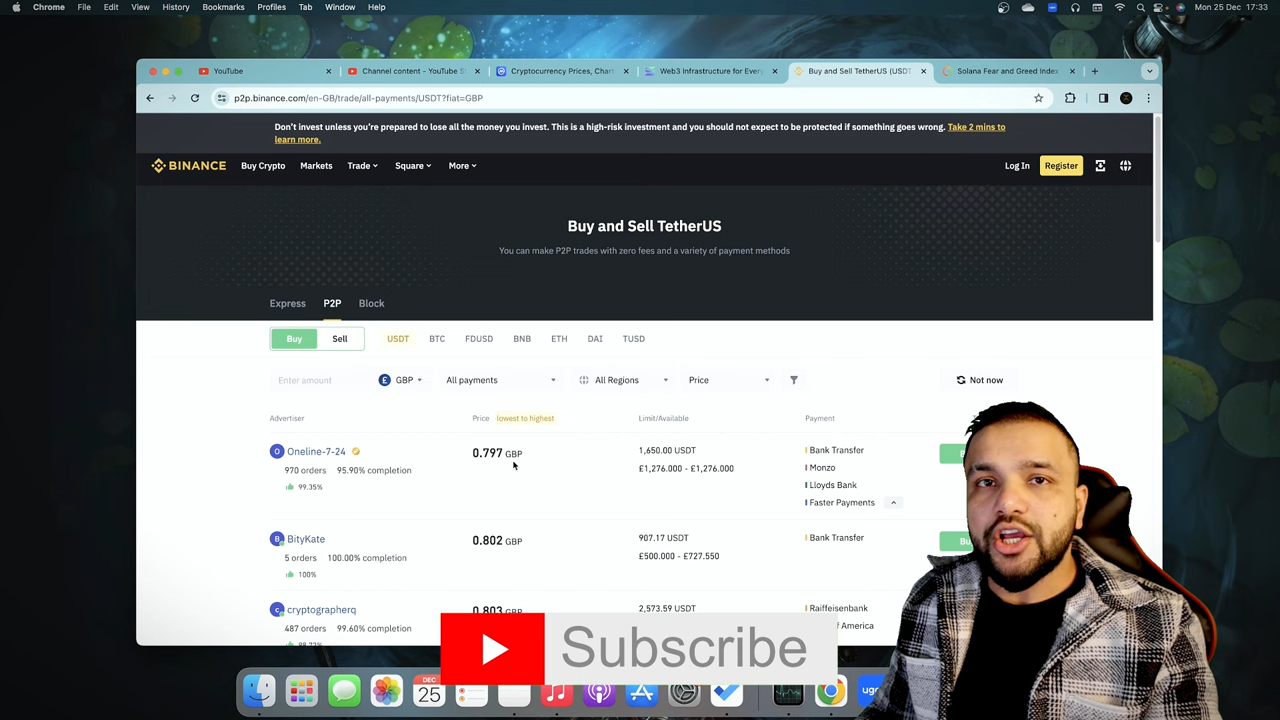 Chrome File Edit View History Bookmarks Profiles Tab Window Help Mon 25 Dec 17:33
YouTube Channel content - YouTube S Cryptocurrency Prices, Chart Web3 Infrastructure for Every Buy and Sell TetherUS (USDT Solana Fear and Greed Index
p2p.binance.com/en-GB/trade/all-payments/USDT?fiat=GBP
Don't invest unless you're prepared to lose all the money you invest. This is a high-risk investment and you should not expect to be protected if something goes wrong. Take 2 mins to
learn more.
BINANCE Buy Crypto Markets Trade Square More Log In Register
Buy and Sell TetherUS
You can make P2P trades with zero fees and a variety of payment methods
Express P2P Block
Buy Sell USDT BTC FDUSD BNB ETH DAI TUSD
Enter amount £ GBP All payments All Regions Price Not now
Advertiser Price lowest to highest Limit/Available Payment
O Oneline-7-24 0.797 GBP 1,650.00 USDT Bank Transfer
970 orders 95.90% completion £1,276.000 - £1,276.000 Monzo
99.35% Lloyds Bank
Faster Payments
B BityKate 0.802 GBP 907.17 USDT Bank Transfer Bu
5 orders 100.00% completion £500.000 - £727.550
100%
c cryptographerq 0.803 GBP 2,573.59 USDT Raiffeisenbank
487 orders 99.60% completion of America
Subscribe
DEC
25
ugc